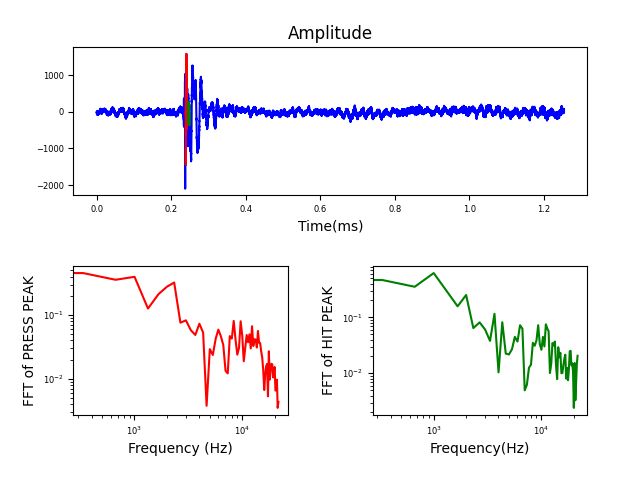 Amplitude
1000
0
−1000
−2000
0.0 0.2 0.4 0.6 0.8 1.0 1.2
Time(ms)
FFT of PRESS PEAK
10⁻¹
10⁻²
10³ 10⁴
Frequency (Hz)
FFT of HIT PEAK
10⁻¹
10⁻²
10³ 10⁴
Frequency(Hz)